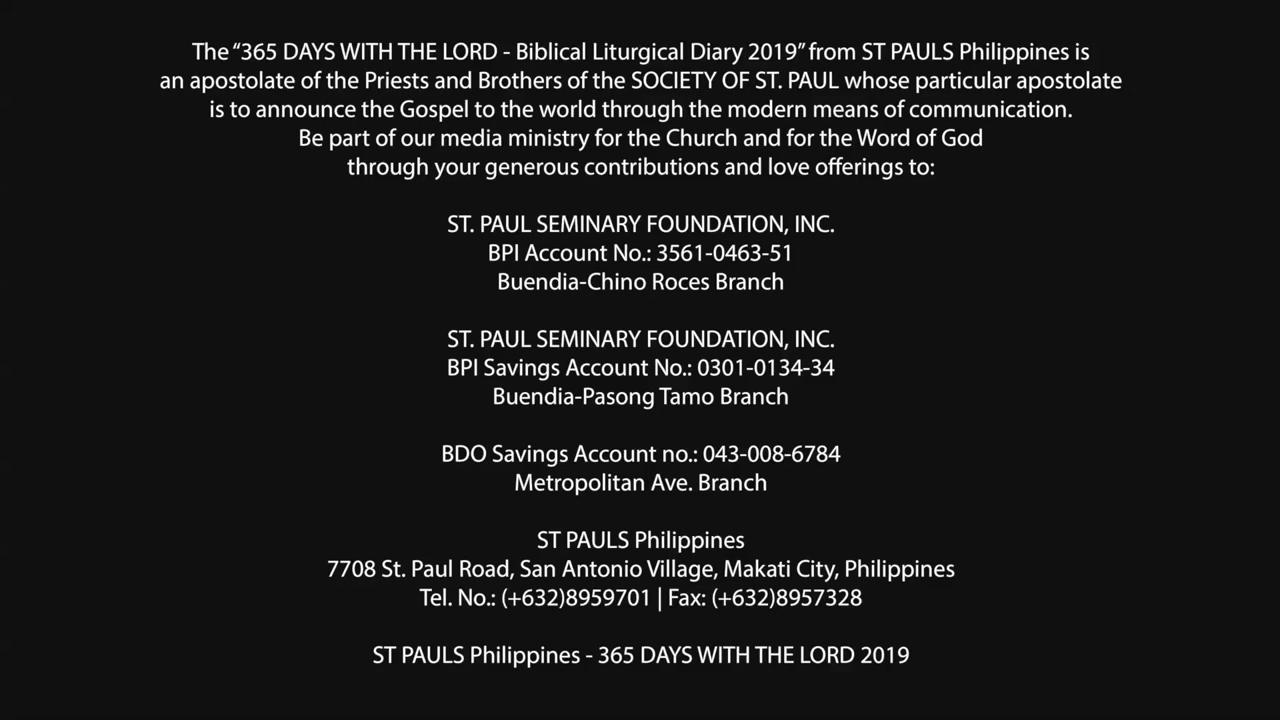 The “365 DAYS WITH THE LORD - Biblical Liturgical Diary 2019” from ST PAULS Philippines is
an apostolate of the Priests and Brothers of the SOCIETY OF ST. PAUL whose particular apostolate
is to announce the Gospel to the world through the modern means of communication.
Be part of our media ministry for the Church and for the Word of God
through your generous contributions and love offerings to:
ST. PAUL SEMINARY FOUNDATION, INC.
BPI Account No.: 3561-0463-51
Buendia-Chino Roces Branch
ST. PAUL SEMINARY FOUNDATION, INC.
BPI Savings Account No.: 0301-0134-34
Buendia-Pasong Tamo Branch
BDO Savings Account no.: 043-008-6784
Metropolitan Ave. Branch
ST PAULS Philippines
7708 St. Paul Road, San Antonio Village, Makati City, Philippines
Tel. No.: (+632)8959701 | Fax: (+632)8957328
ST PAULS Philippines - 365 DAYS WITH THE LORD 2019